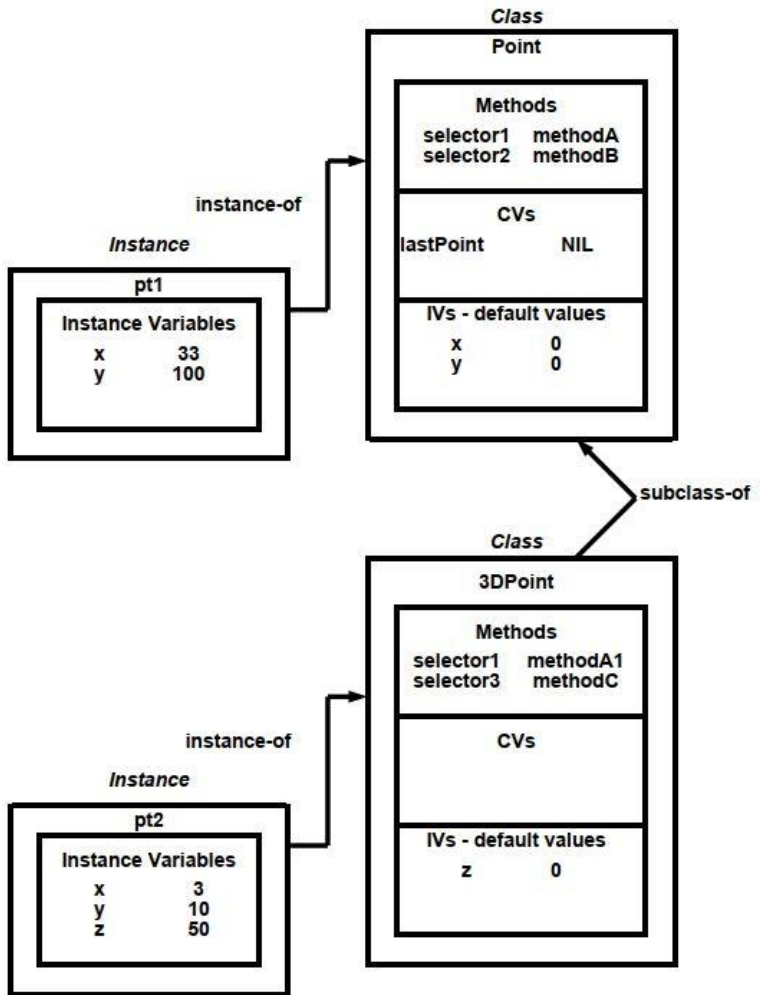 Class
Point
Methods
selector1 methodA
selector2 methodB
CVs
lastPoint NIL
IVs - default values
x 0
y 0
instance-of
Instance
pt1
Instance Variables
x 33
y 100
subclass-of
Class
3DPoint
Methods
selector1 methodA1
selector3 methodC
CVs
IVs - default values
z 0
instance-of
Instance
pt2
Instance Variables
x 3
y 10
z 50